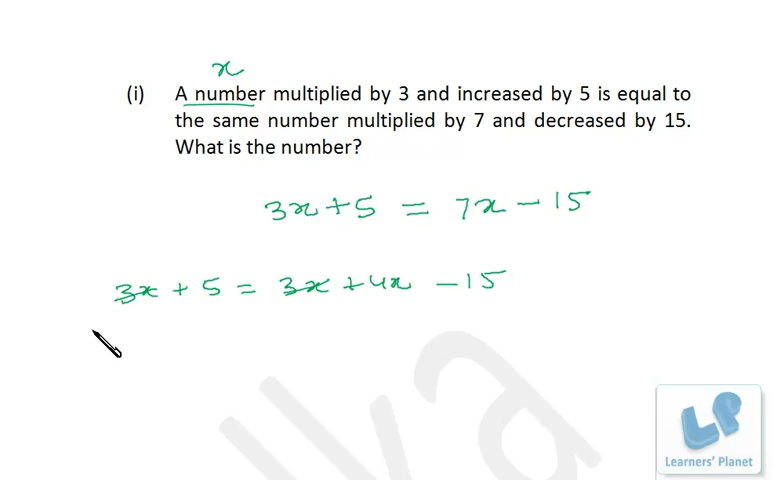 x
(i) A number multiplied by 3 and increased by 5 is equal to
the same number multiplied by 7 and decreased by 15.
What is the number?
3x + 5 = 7x - 15
3x + 5 = 3x + 4x - 15
LP
Learners' Planet